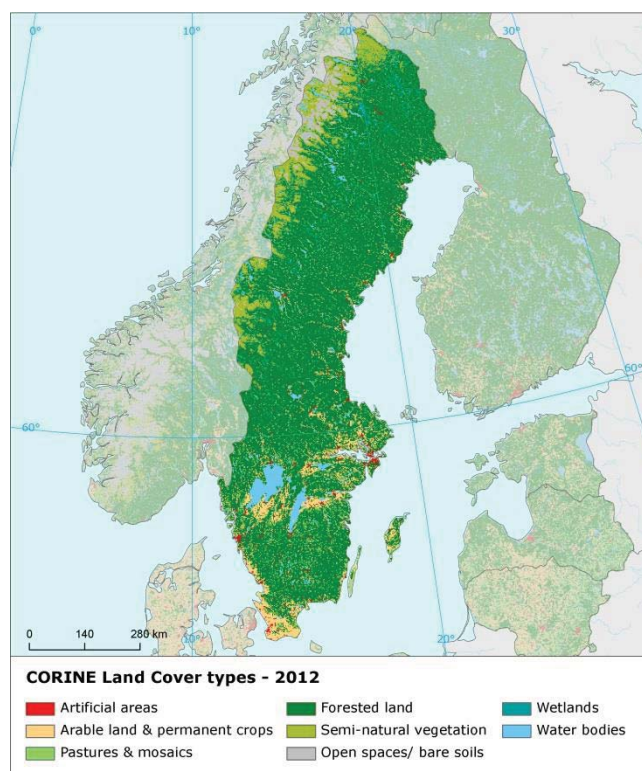 0°
10°
20°
30°
60°
60°
0
140
280 km
10°
20°
CORINE Land Cover types - 2012
Artificial areas
Forested land
Wetlands
Arable land & permanent crops
Semi-natural vegetation
Water bodies
Pastures & mosaics
Open spaces/ bare soils